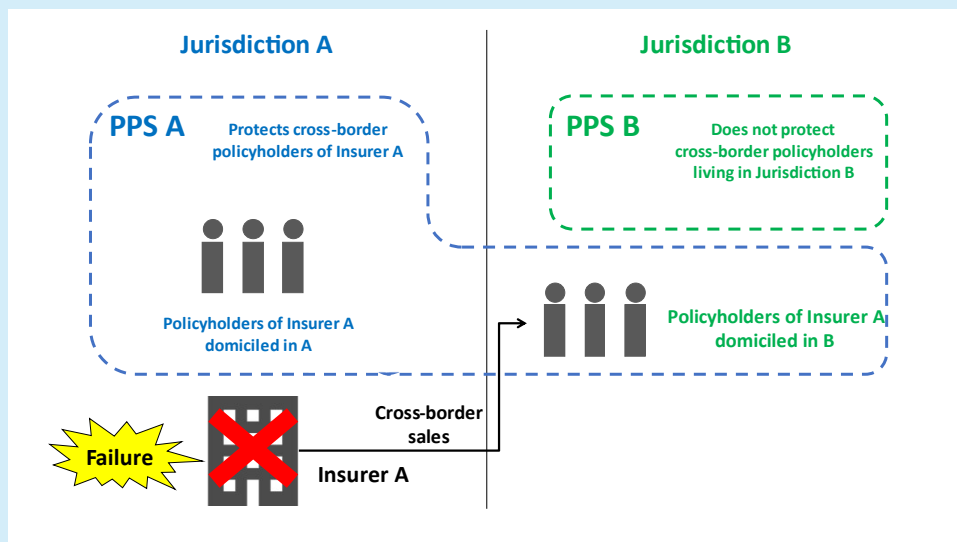 Jurisdiction A
Jurisdiction B
PPS A
Protects cross-border
policyholders of Insurer A
PPS B
Does not protect
cross-border policyholders
living in Jurisdiction B
Policyholders of Insurer A
domiciled in A
Policyholders of Insurer A
domiciled in B
Cross-border
sales
Failure
Insurer A